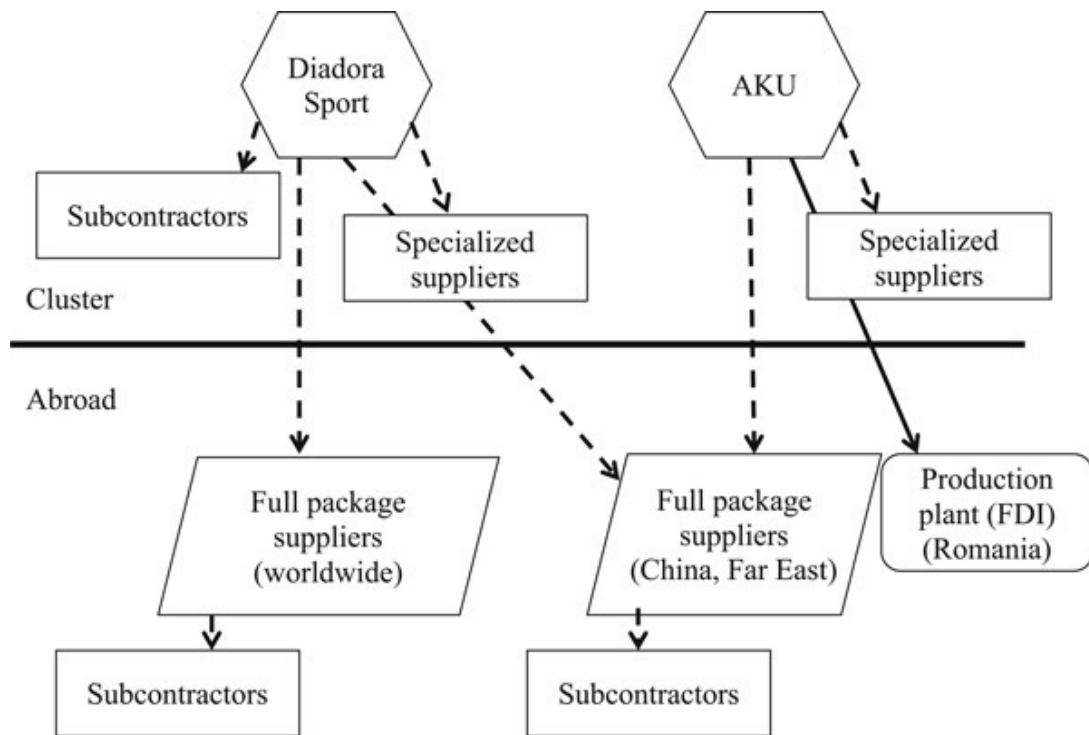 Diadora
Sport
AKU
Subcontractors
Specialized
suppliers
Specialized
suppliers
Cluster
Abroad
Full package
suppliers
(worldwide)
Full package
suppliers
(China, Far East)
Production
plant (FDI)
(Romania)
Subcontractors
Subcontractors